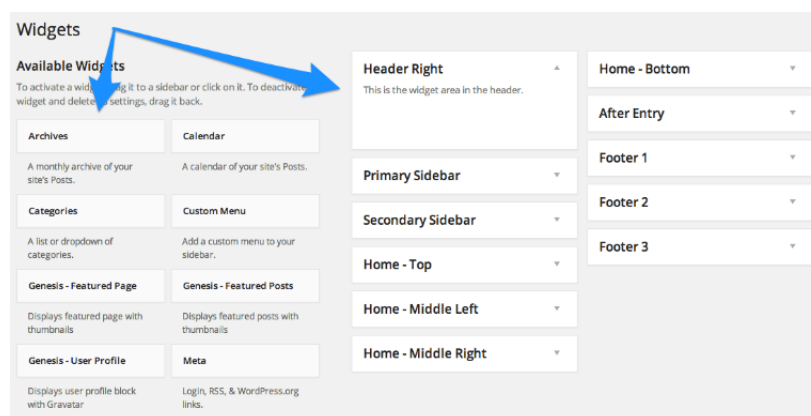 Widgets
Available Widgets
To activate a widget drag it to a sidebar or click on it. To deactivate
widget and delete settings, drag it back.
Archives
Calendar
A monthly archive of your
site's Posts.
A calendar of your site's Posts.
Categories
Custom Menu
A list or dropdown of
categories.
Add a custom menu to your
sidebar.
Genesis - Featured Page
Genesis - Featured Posts
Displays featured page with
thumbnails
Displays featured posts with
thumbnails
Genesis - User Profile
Meta
Displays user profile block
with Gravatar
Login, RSS, & WordPress.org
links.
Header Right
This is the widget area in the header.
Primary Sidebar
Secondary Sidebar
Home - Top
Home - Middle Left
Home - Middle Right
Home - Bottom
After Entry
Footer 1
Footer 2
Footer 3